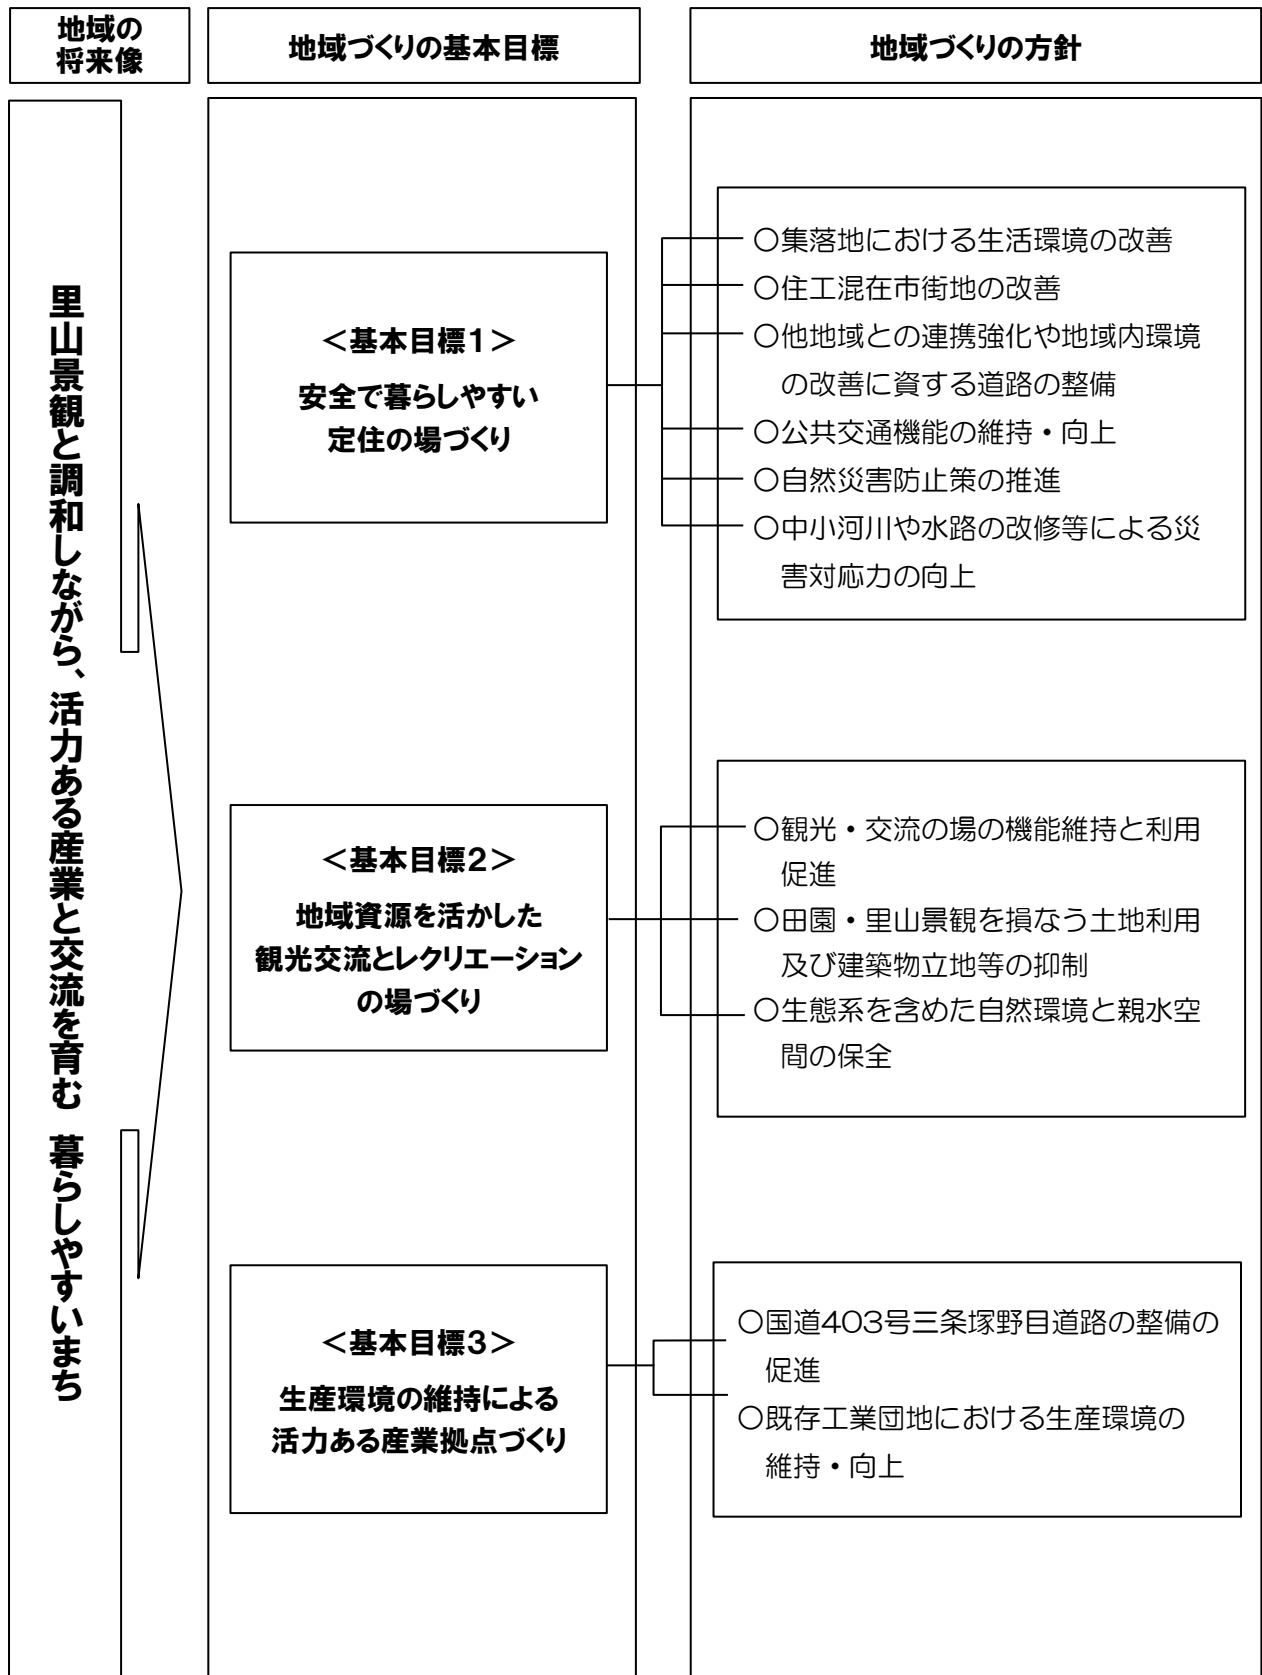 地域の
将来像
地域づくりの基本目標
地域づくりの方針
里山景観と調和しながら、活力ある産業と交流を育む 暮らしやすいまち
＜基本目標１＞
安全で暮らしやすい
定住の場づくり
○集落地における生活環境の改善
○住工混在市街地の改善
○他地域との連携強化や地域内環境
の改善に資する道路の整備
○公共交通機能の維持・向上
○自然災害防止策の推進
○中小河川や水路の改修等による災
害対応力の向上
＜基本目標２＞
地域資源を活かした
観光交流とレクリエーション
の場づくり
○観光・交流の場の機能維持と利用
促進
○田園・里山景観を損なう土地利用
及び建築物立地等の抑制
○生態系を含めた自然環境と親水空
間の保全
＜基本目標３＞
生産環境の維持による
活力ある産業拠点づくり
○国道403号三条塚野目道路の整備の
促進
○既存工業団地における生産環境の
維持・向上